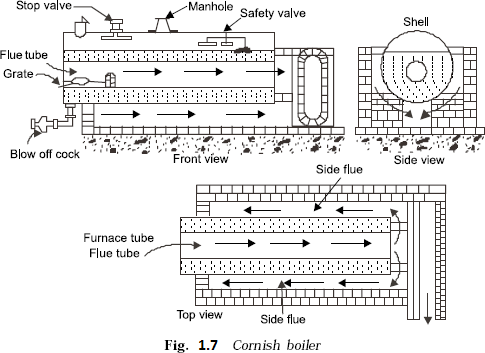 Stop valve
Manhole
Safety valve
Shell
Flue tube
Grate
Blow off cock
Front view
Side view
Side flue
Furnace tube
Flue tube
Top view
Side flue
Fig. 1.7 Cornish boiler